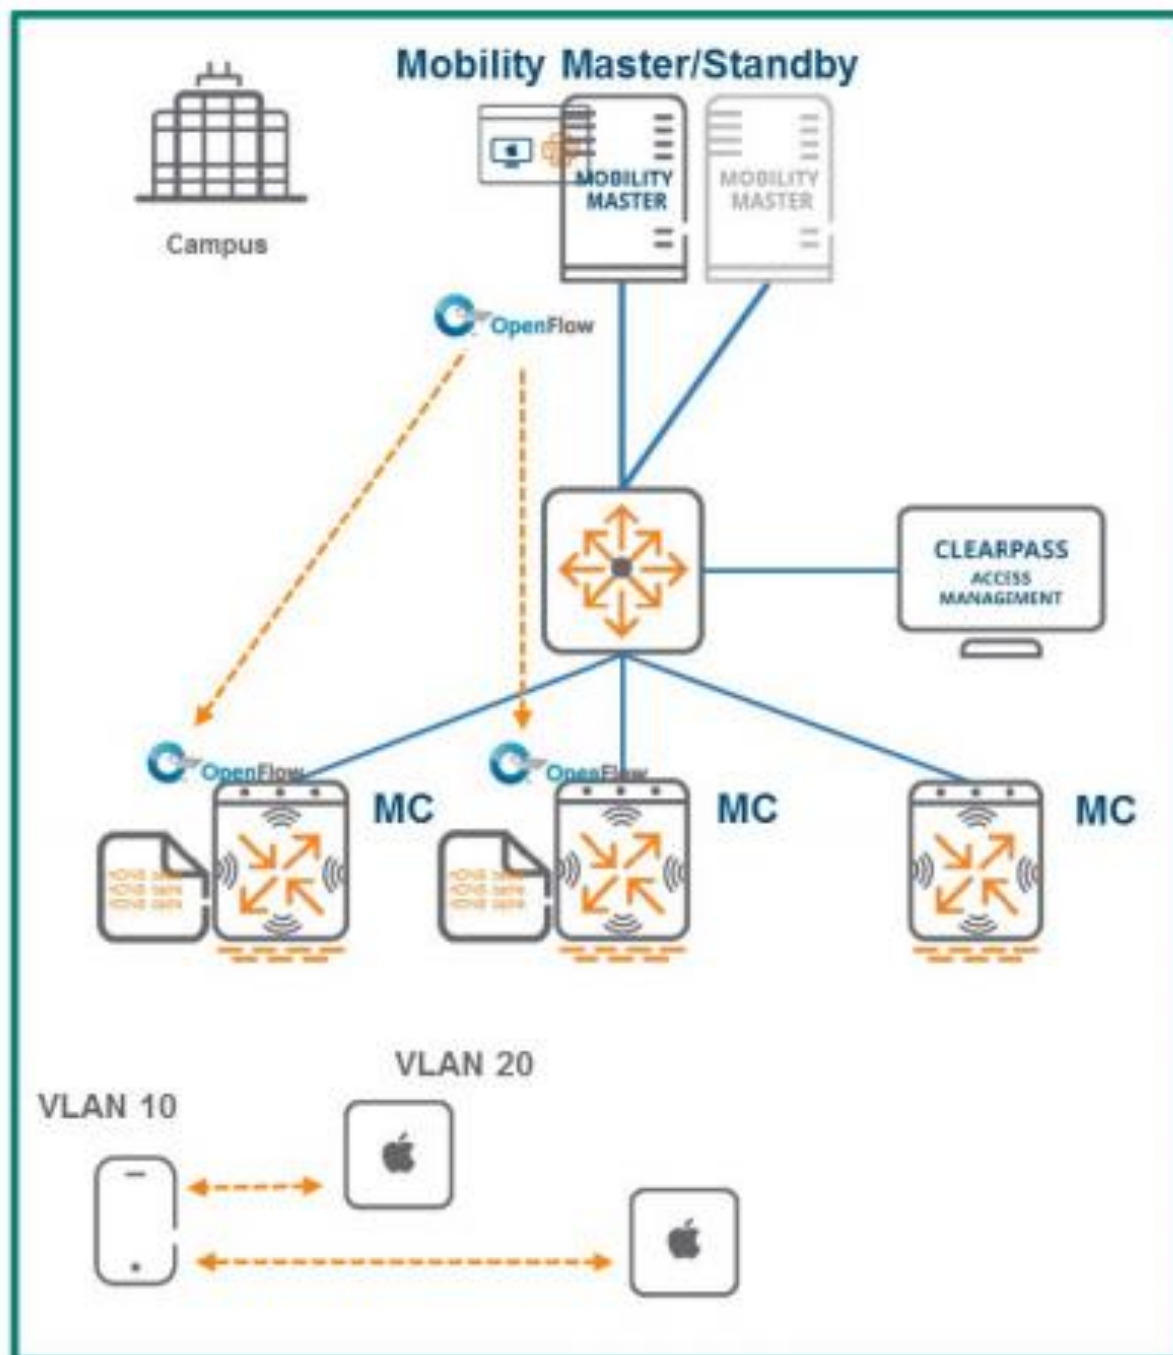 Mobility Master/Standby
MOBILITY
MASTER
MOBILITY
MASTER
Campus
OpenFlow
CLEARPASS
ACCESS
MANAGEMENT
OpenFlow
MC
OpenFlow
MC
MC
VLAN 20
VLAN 10